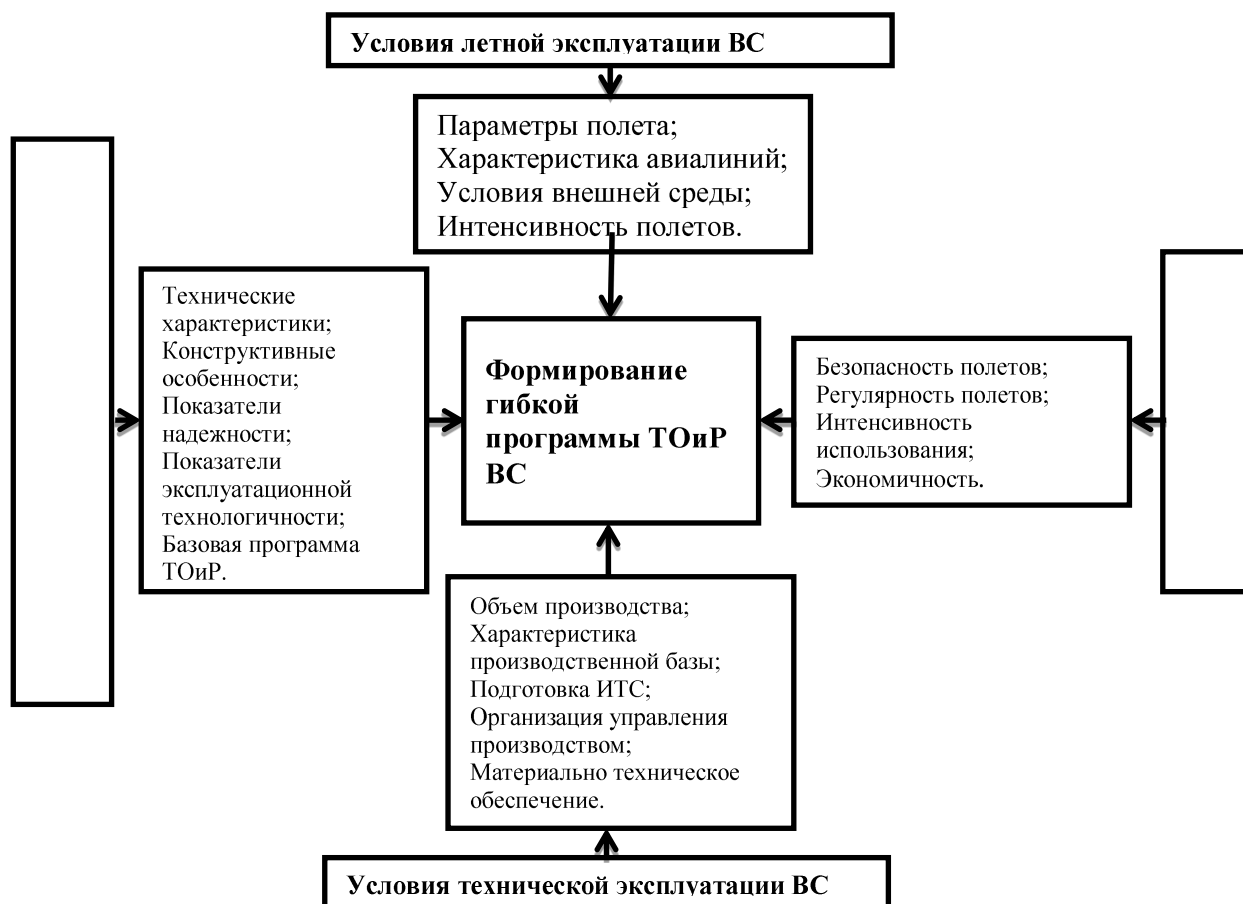 Условия летной эксплуатации ВС
Параметры полета;
Характеристика авиалиний;
Условия внешней среды;
Интенсивность полетов.
Технические
характеристики;
Конструктивные
особенности;
Показатели
надежности;
Показатели
эксплуатационной
технологичности;
Базовая программа
ТОиР.
Формирование
гибкой
программы ТОиР
ВС
Безопасность полетов;
Регулярность полетов;
Интенсивность
использования;
Экономичность.
Объем производства;
Характеристика
производственной базы;
Подготовка ИТС;
Организация управления
производством;
Материально техническое
обеспечение.
Условия технической эксплуатации ВС